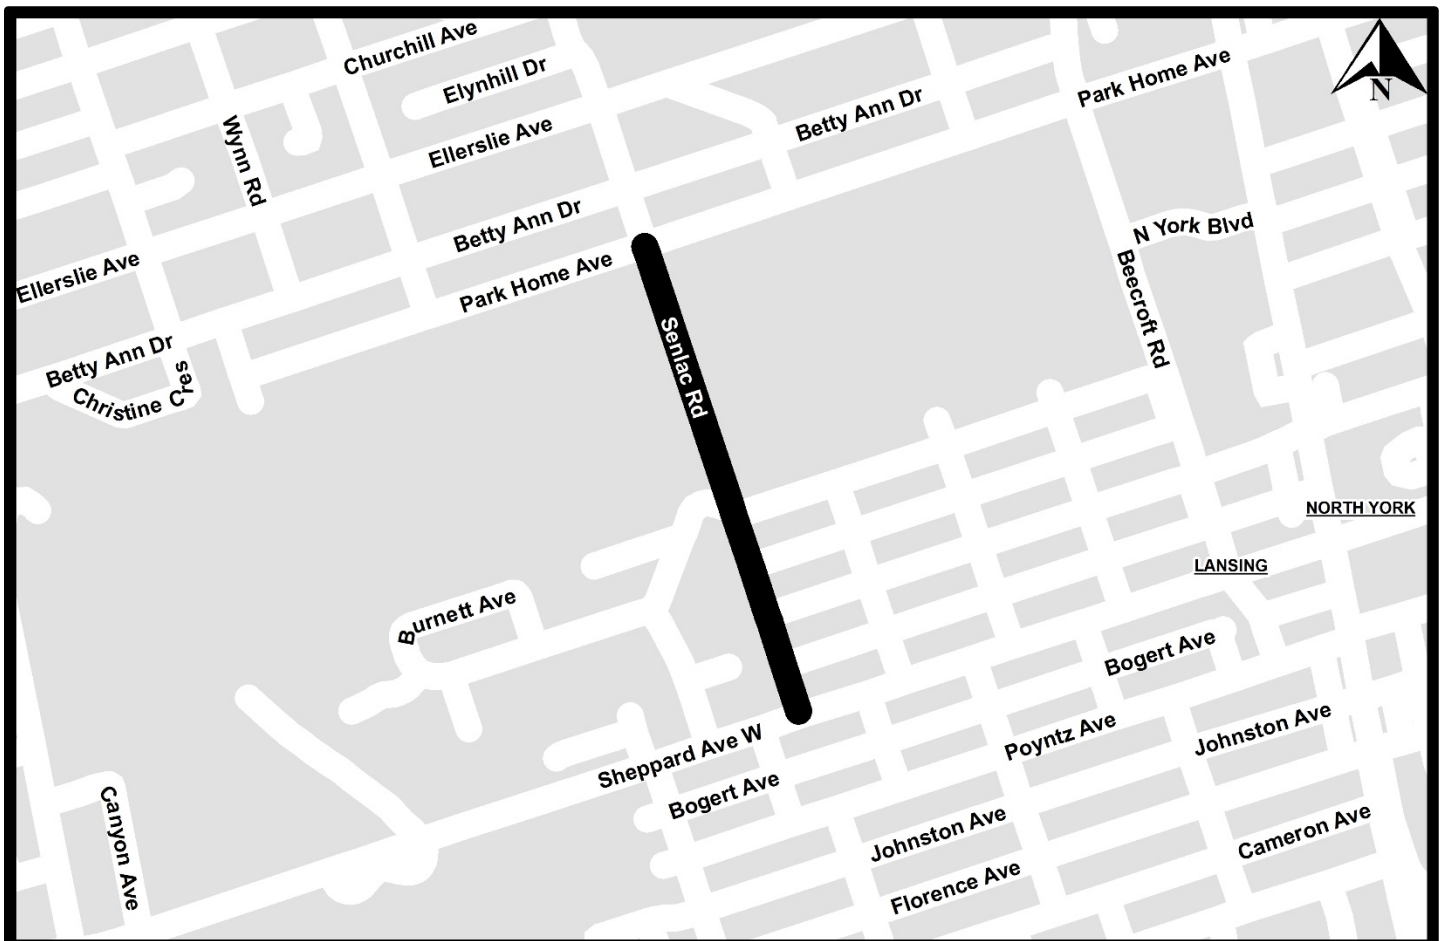 Churchill Ave
Elynhill Dr
Park Home Ave
Betty Ann Dr
N
Wynn Rd
Ellerslie Ave
Betty Ann Dr
N York Blvd
Ellerslie Ave
Park Home Ave
Beecroft Rd
Senlac Rd
Betty Ann Dr
Christine Cres
NORTH YORK
LANSING
Burnett Ave
Bogert Ave
Sheppard Ave W
Poyntz Ave
Johnston Ave
Bogert Ave
Canyon Ave
Johnston Ave
Cameron Ave
Florence Ave